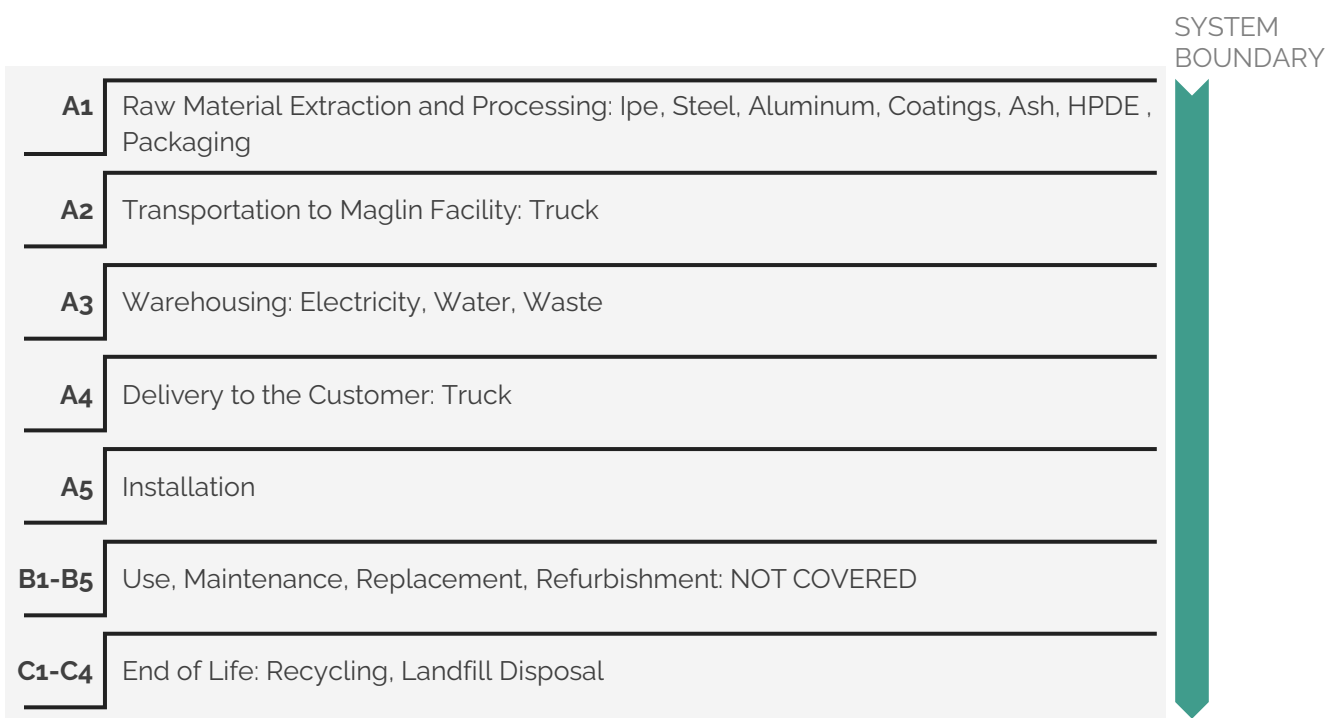 SYSTEM
BOUNDARY
A1 Raw Material Extraction and Processing: Ipe, Steel, Aluminum, Coatings, Ash, HPDE ,
Packaging
A2 Transportation to Maglin Facility: Truck
A3 Warehousing: Electricity, Water, Waste
A4 Delivery to the Customer: Truck
A5 Installation
B1-B5 Use, Maintenance, Replacement, Refurbishment: NOT COVERED
C1-C4 End of Life: Recycling, Landfill Disposal